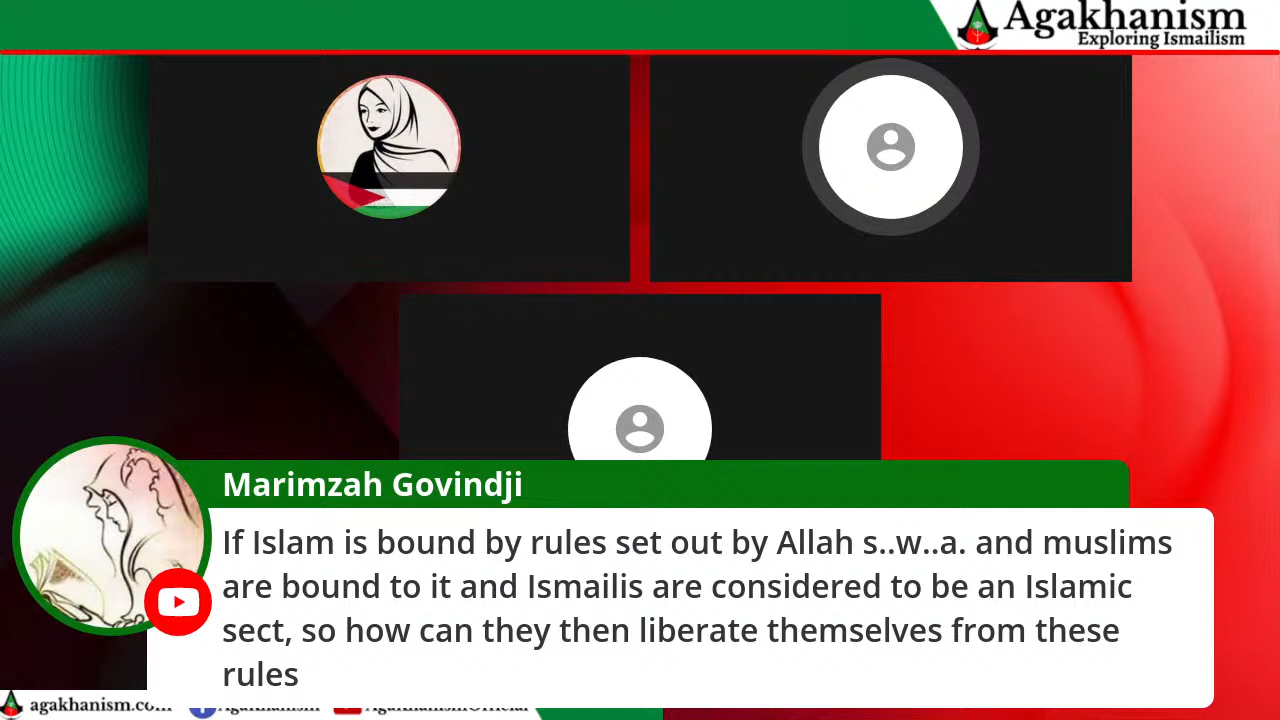 Agakhanism
Exploring Ismailism
Marimzah Govindji
If Islam is bound by rules set out by Allah s..w..a. and muslims
are bound to it and Ismailis are considered to be an Islamic
sect, so how can they then liberate themselves from these
rules
agakhanism.com Agakhanism AgakhanismOfficial